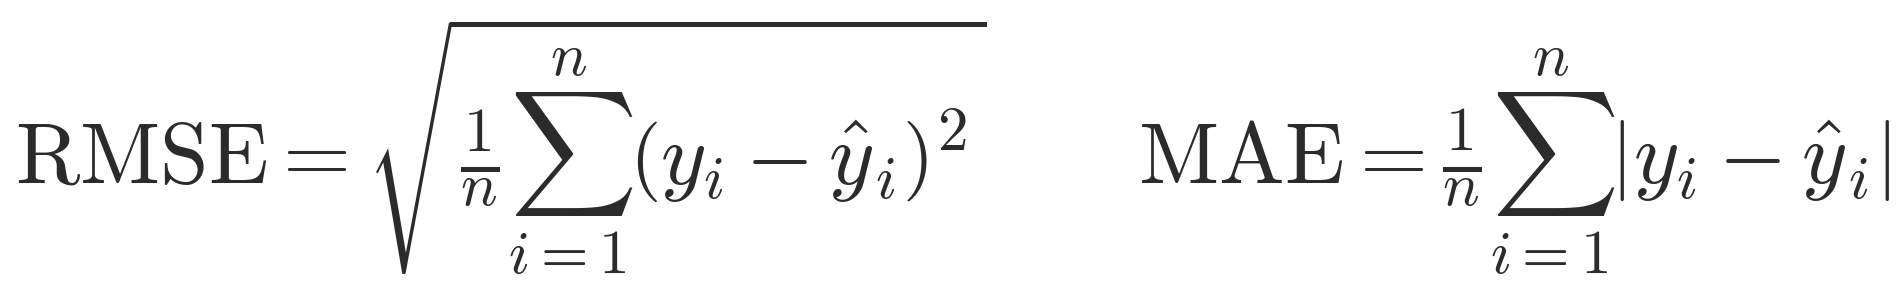 RMSE = √(1/n ∑_{i=1}^{n} (y_i − ŷ_i)²) MAE = 1/n ∑_{i=1}^{n} |y_i − ŷ_i|